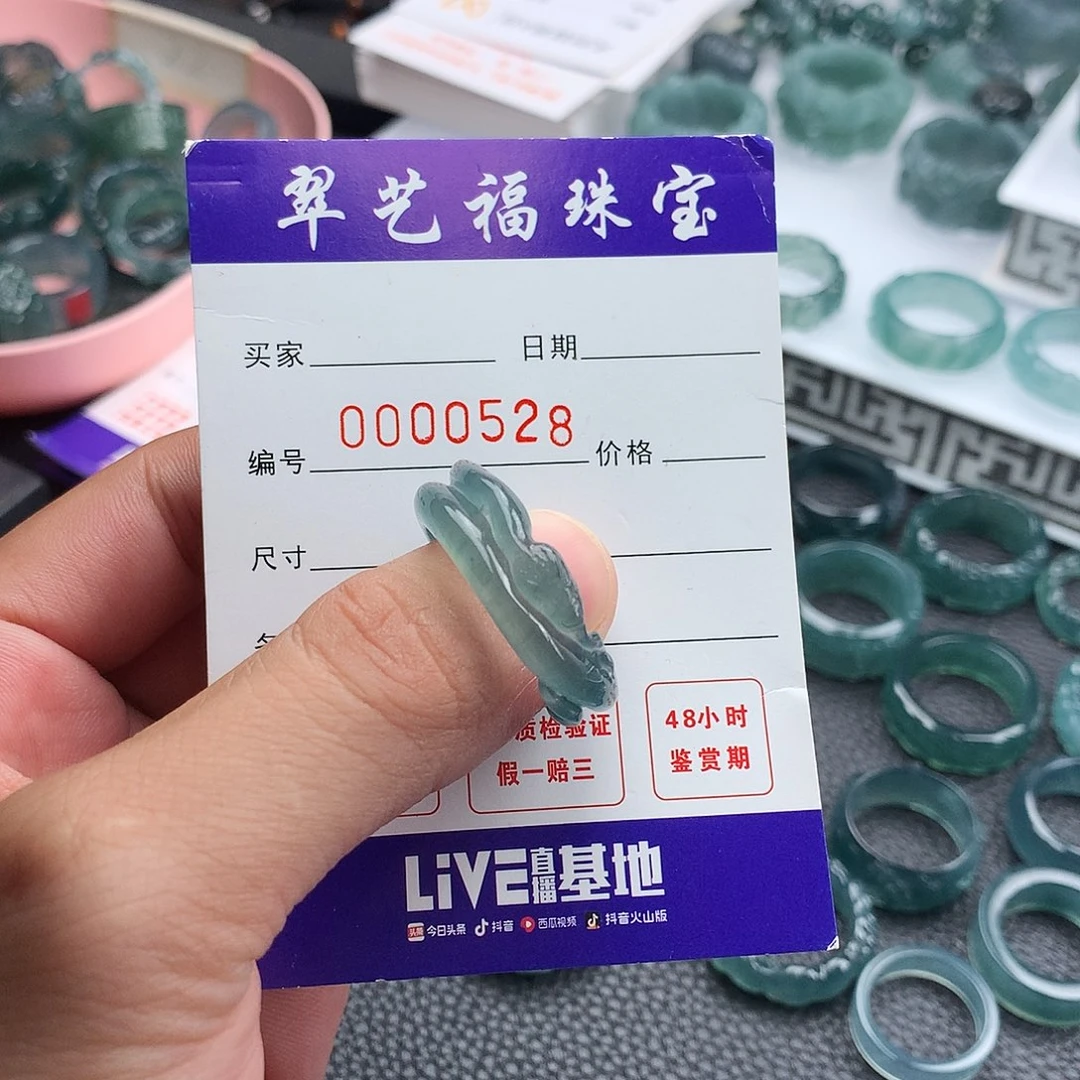 翠艺福珠宝
买家 日期
0000528
编号 价格
尺寸
质检验证 48小时
假一赔三 鉴赏期
LiVE直播基地
头条 今日头条 抖音 西瓜视频 抖音火山版